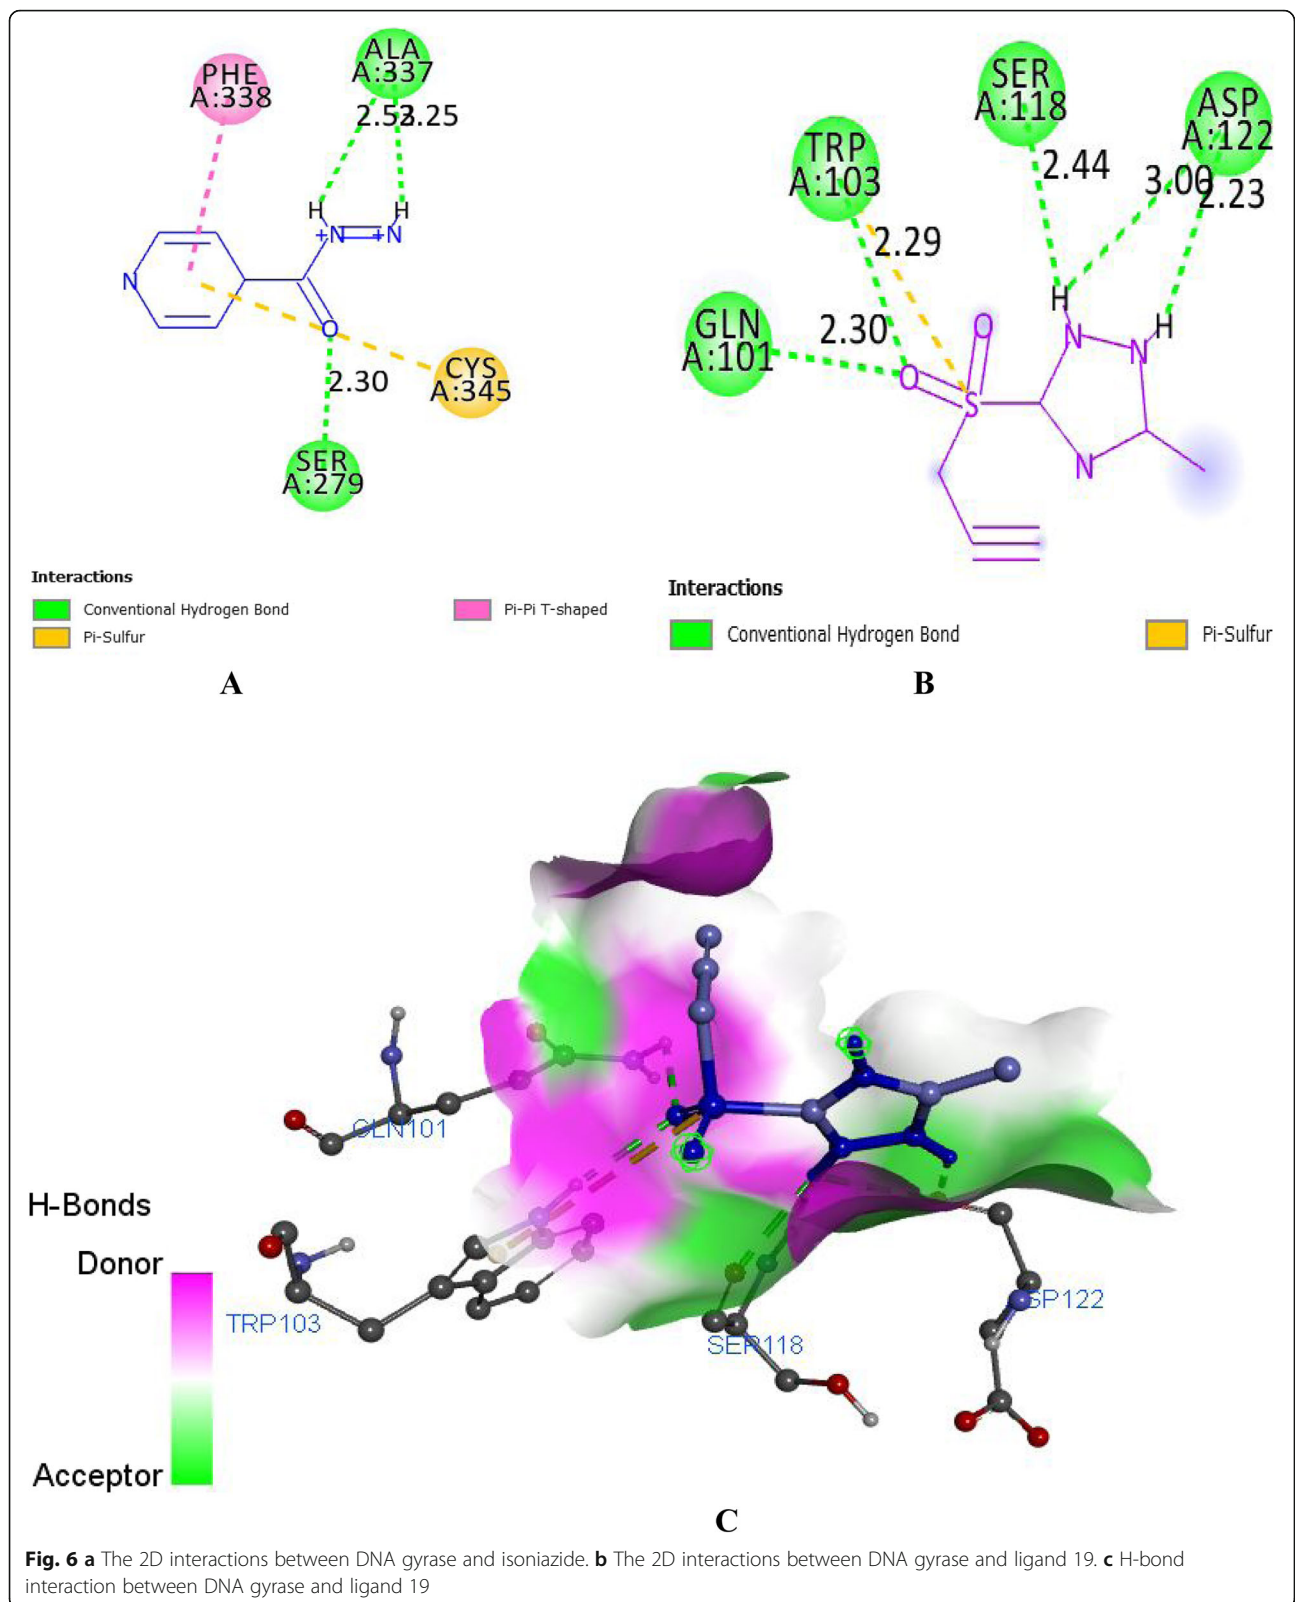 PHE
A:338
ALA
A:337
2.53
2.25
H
H
+N
+N
N
O
2.30
CYS
A:345
SER
A:279
Interactions
Conventional Hydrogen Bond
Pi-Pi T-shaped
Pi-Sulfur
A
SER
A:118
ASP
A:122
TRP
A:103
2.44
3.00
2.23
2.29
GLN
A:101
2.30
H
H
O
N
N
O
S
N
Interactions
Conventional Hydrogen Bond
Pi-Sulfur
B
GLN101
H-Bonds
Donor
TRP103
SP122
SER118
Acceptor
C
Fig. 6 a The 2D interactions between DNA gyrase and isoniazide. b The 2D interactions between DNA gyrase and ligand 19. c H-bond
interaction between DNA gyrase and ligand 19